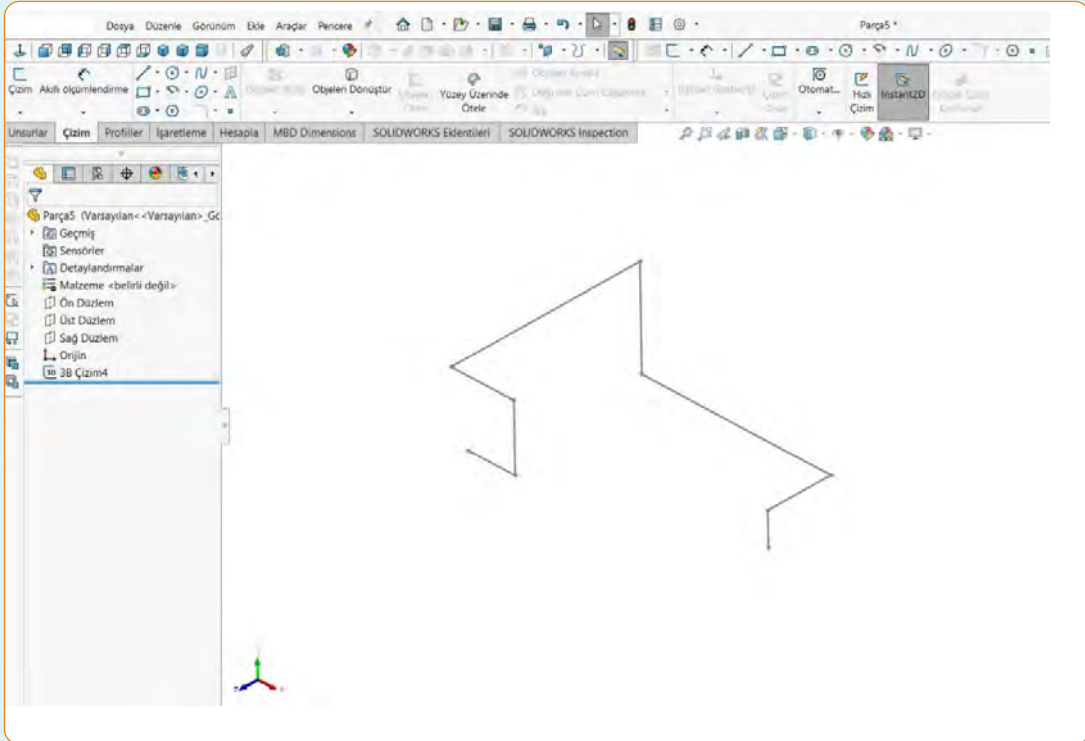 Dosya Düzenle Görünüm Ekle Araçlar Pencere
Parça5 *
Çizim Akıllı ölçümlendirme Objeleri Dönüştür Yüzey Üzerinde Ötele Otomat... Hızlı Çizim Instant2D
Unsurlar Çizim Profiller İşaretleme Hesapla MBD Dimensions SOLIDWORKS Eklentileri SOLIDWORKS Inspection
Parça5 (Varsayılan<<Varsayılan>_Gö
Geçmiş
Sensörler
Detaylandırmalar
Malzeme <belirli değil>
Ön Düzlem
Üst Düzlem
Sağ Düzlem
Orijin
3B Çizim4